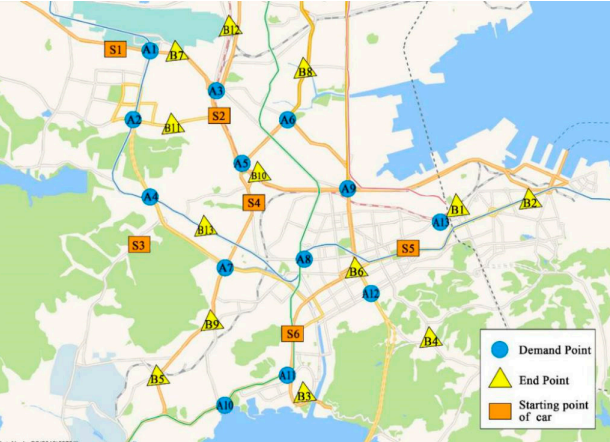 B12
S1
A1
B7
B8
A3
S2
A2
B11
A6
A5
B10
A4
S4
A9
B1
B2
A13
B13
S3
S5
A8
A7
B6
A12
B9
S6
B4
B5
A11
B3
A10
Demand Point
End Point
Starting point
of car